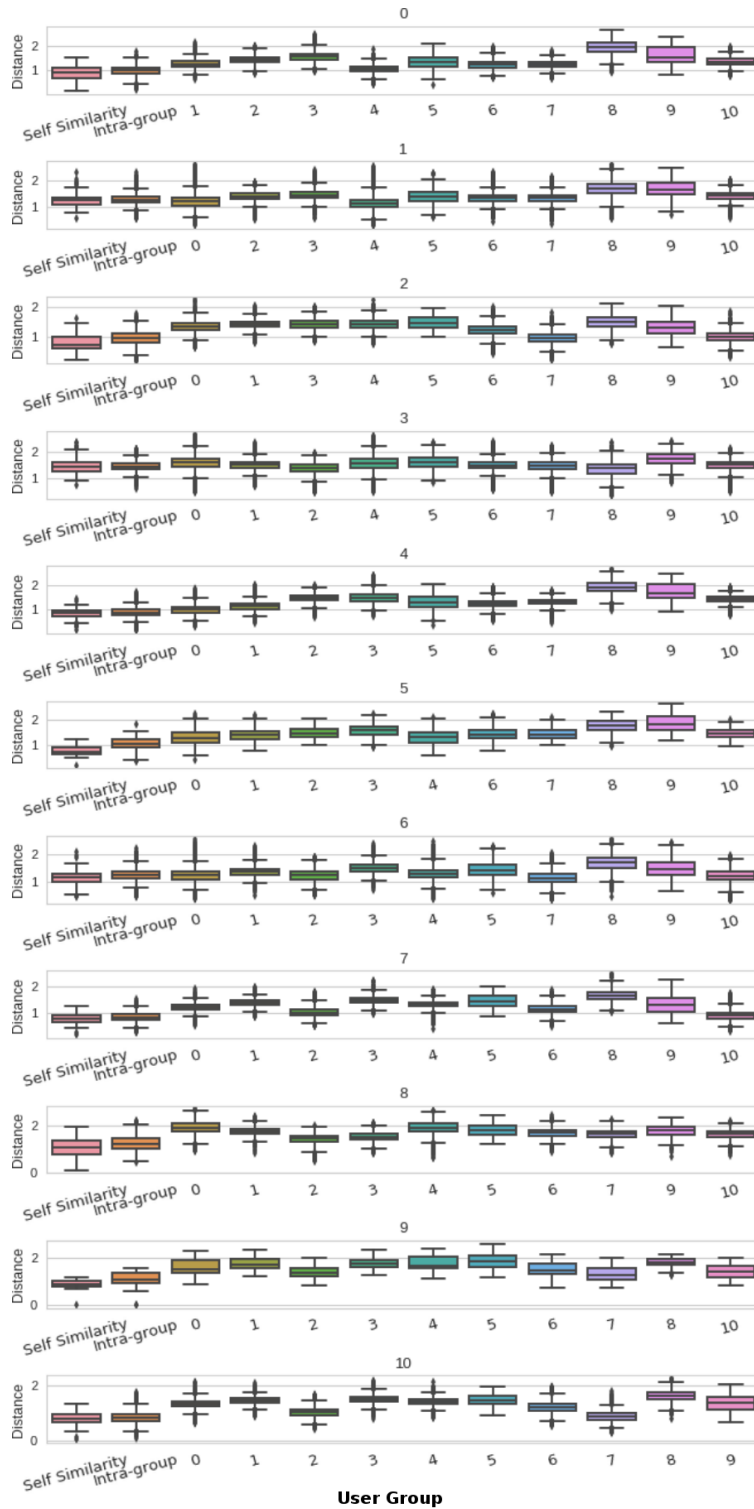 0
Distance
2
1
Self Similarity Intra-group 1 2 3 4 5 6 7 8 9 10
1
Distance
2
1
Self Similarity Intra-group 0 2 3 4 5 6 7 8 9 10
2
Distance
2
1
Self Similarity Intra-group 0 1 3 4 5 6 7 8 9 10
3
Distance
2
1
Self Similarity Intra-group 0 1 2 4 5 6 7 8 9 10
4
Distance
2
1
Self Similarity Intra-group 0 1 2 3 5 6 7 8 9 10
5
Distance
2
1
Self Similarity Intra-group 0 1 2 3 4 6 7 8 9 10
6
Distance
2
1
Self Similarity Intra-group 0 1 2 3 4 5 7 8 9 10
7
Distance
2
1
Self Similarity Intra-group 0 1 2 3 4 5 6 8 9 10
8
Distance
2
0
Self Similarity Intra-group 0 1 2 3 4 5 6 7 9 10
9
Distance
2
0
Self Similarity Intra-group 0 1 2 3 4 5 6 7 8 10
10
Distance
2
0
Self Similarity Intra-group 0 1 2 3 4 5 6 7 8 9
User Group